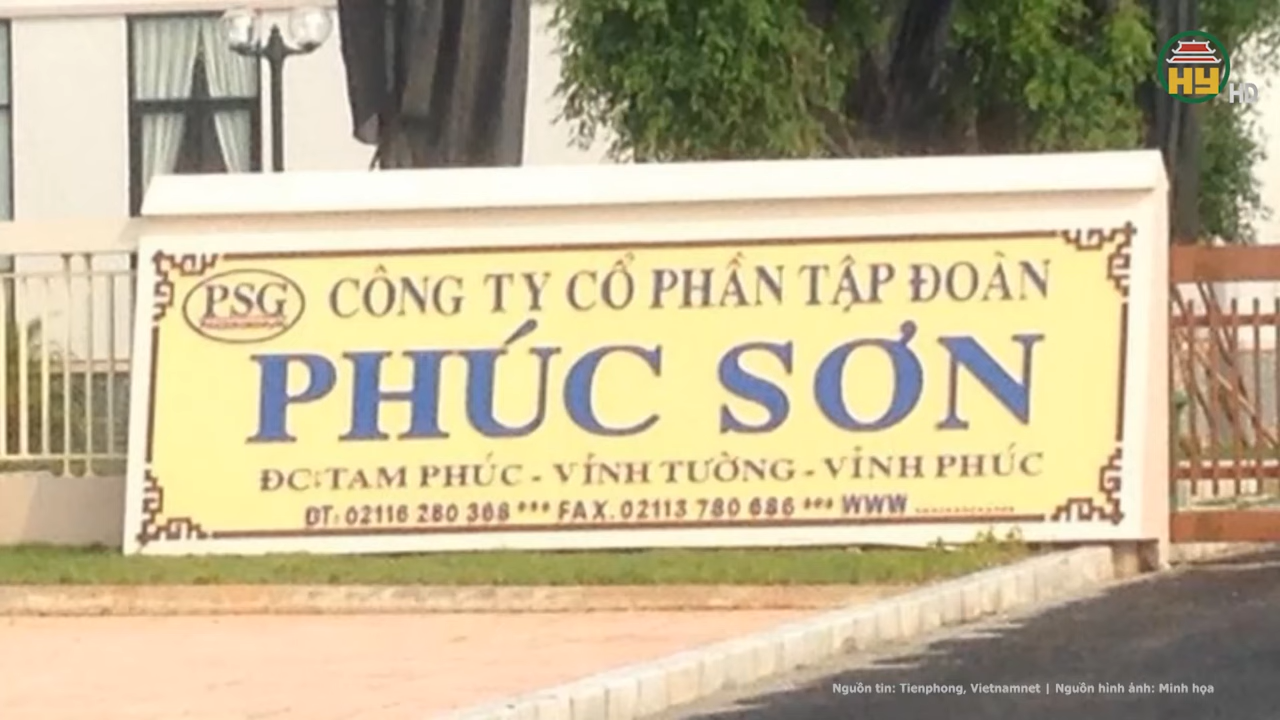 HY
HD
PSG
CÔNG TY CỔ PHẦN TẬP ĐOÀN
PHÚC SƠN
ĐC:TAM PHÚC - VĨNH TƯỜNG - VĨNH PHÚC
ĐT: 02116 280 368 *** FAX. 02113 780 686 *** WWW
Nguồn tin: Tienphong, Vietnamnet | Nguồn hình ảnh: Minh họa